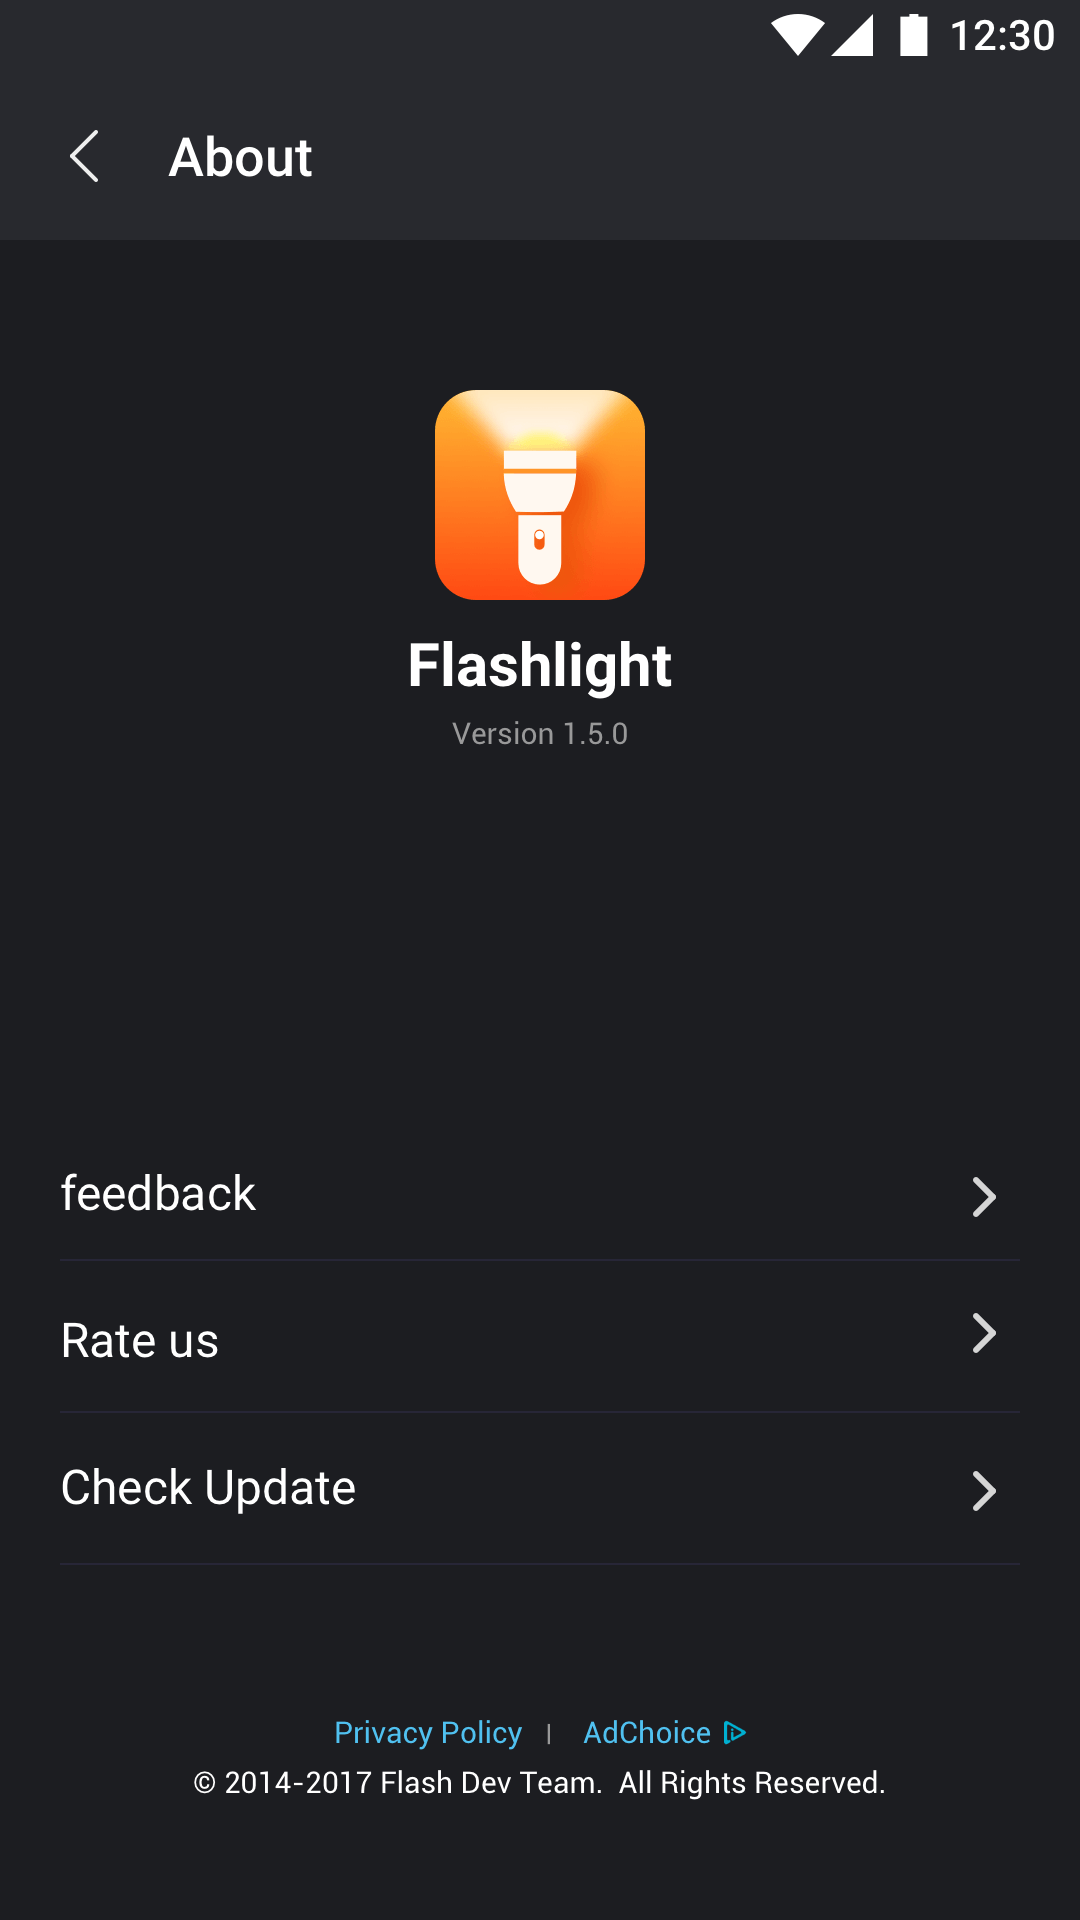 12:30
About
Flashlight
Version 1.5.0
feedback
Rate us
Check Update
Privacy Policy | AdChoice
© 2014-2017 Flash Dev Team. All Rights Reserved.